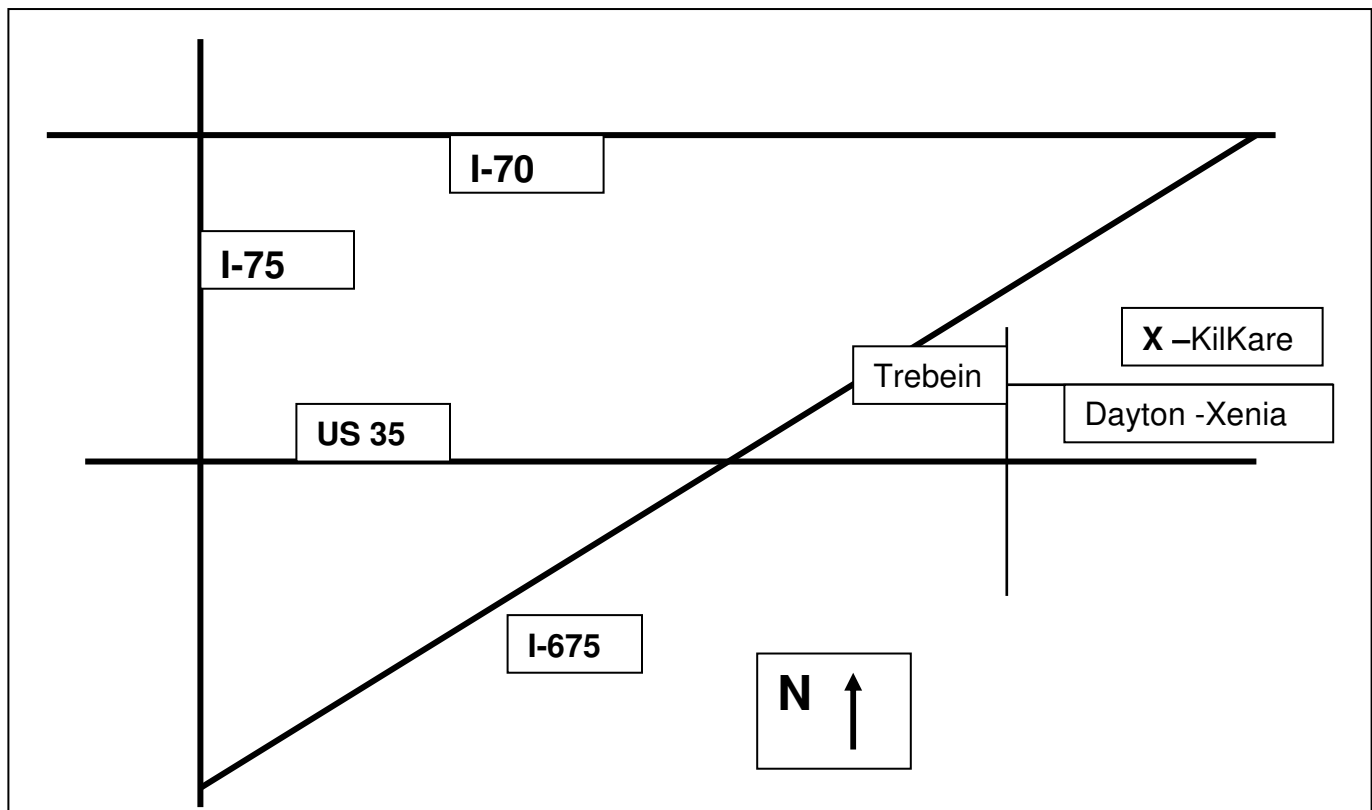 I-70
I-75
X –KilKare
Trebein
Dayton -Xenia
US 35
I-675
N